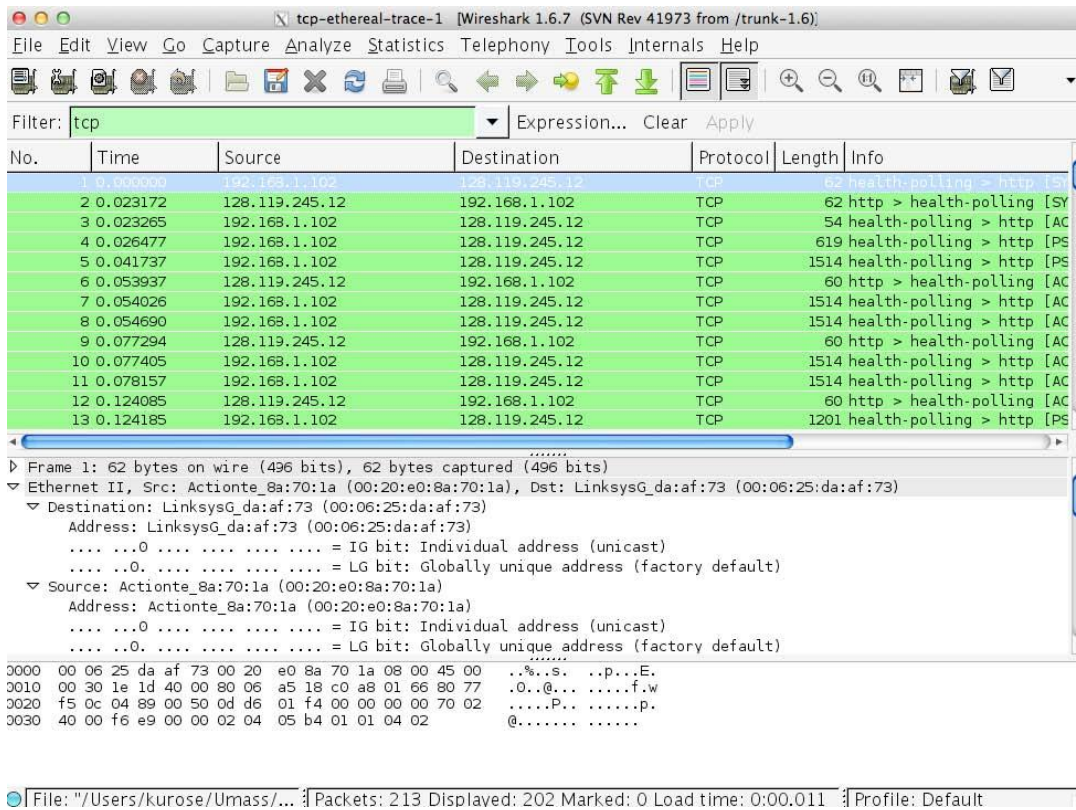 tcp-ethereal-trace-1 [Wireshark 1.6.7 (SVN Rev 41973 from /trunk-1.6)]
File Edit View Go Capture Analyze Statistics Telephony Tools Internals Help
Filter: tcp Expression... Clear Apply
No. Time Source Destination Protocol Length Info
1 0.000000 192.168.1.102 128.119.245.12 TCP 62 health-polling > http [SY
2 0.023172 128.119.245.12 192.168.1.102 TCP 62 http > health-polling [SY
3 0.023265 192.168.1.102 128.119.245.12 TCP 54 health-polling > http [AC
4 0.026477 192.168.1.102 128.119.245.12 TCP 619 health-polling > http [PS
5 0.041737 192.168.1.102 128.119.245.12 TCP 1514 health-polling > http [PS
6 0.053937 128.119.245.12 192.168.1.102 TCP 60 http > health-polling [AC
7 0.054026 192.168.1.102 128.119.245.12 TCP 1514 health-polling > http [AC
8 0.054690 192.168.1.102 128.119.245.12 TCP 1514 health-polling > http [AC
9 0.077294 128.119.245.12 192.168.1.102 TCP 60 http > health-polling [AC
10 0.077405 192.168.1.102 128.119.245.12 TCP 1514 health-polling > http [AC
11 0.078157 192.168.1.102 128.119.245.12 TCP 1514 health-polling > http [AC
12 0.124085 128.119.245.12 192.168.1.102 TCP 60 http > health-polling [AC
13 0.124185 192.168.1.102 128.119.245.12 TCP 1201 health-polling > http [PS
Frame 1: 62 bytes on wire (496 bits), 62 bytes captured (496 bits)
Ethernet II, Src: Actionte_8a:70:1a (00:20:e0:8a:70:1a), Dst: LinksysG_da:af:73 (00:06:25:da:af:73)
Destination: LinksysG_da:af:73 (00:06:25:da:af:73)
Address: LinksysG_da:af:73 (00:06:25:da:af:73)
.... ...0 .... .... .... .... = IG bit: Individual address (unicast)
.... ..0. .... .... .... .... = LG bit: Globally unique address (factory default)
Source: Actionte_8a:70:1a (00:20:e0:8a:70:1a)
Address: Actionte_8a:70:1a (00:20:e0:8a:70:1a)
.... ...0 .... .... .... .... = IG bit: Individual address (unicast)
.... ..0. .... .... .... .... = LG bit: Globally unique address (factory default)
0000 00 06 25 da af 73 00 20 e0 8a 70 1a 08 00 45 00 ..%..s. ..p...E.
0010 00 30 1e 1d 40 00 80 06 a5 18 c0 a8 01 66 80 77 .0..@... .....f.w
0020 f5 0c 04 89 00 50 0d d6 01 f4 00 00 00 00 70 02 .....P.. ......p.
0030 40 00 f6 e9 00 00 02 04 05 b4 01 01 04 02 @....... ......
File: "/Users/kurose/Umass/... Packets: 213 Displayed: 202 Marked: 0 Load time: 0:00.011 Profile: Default